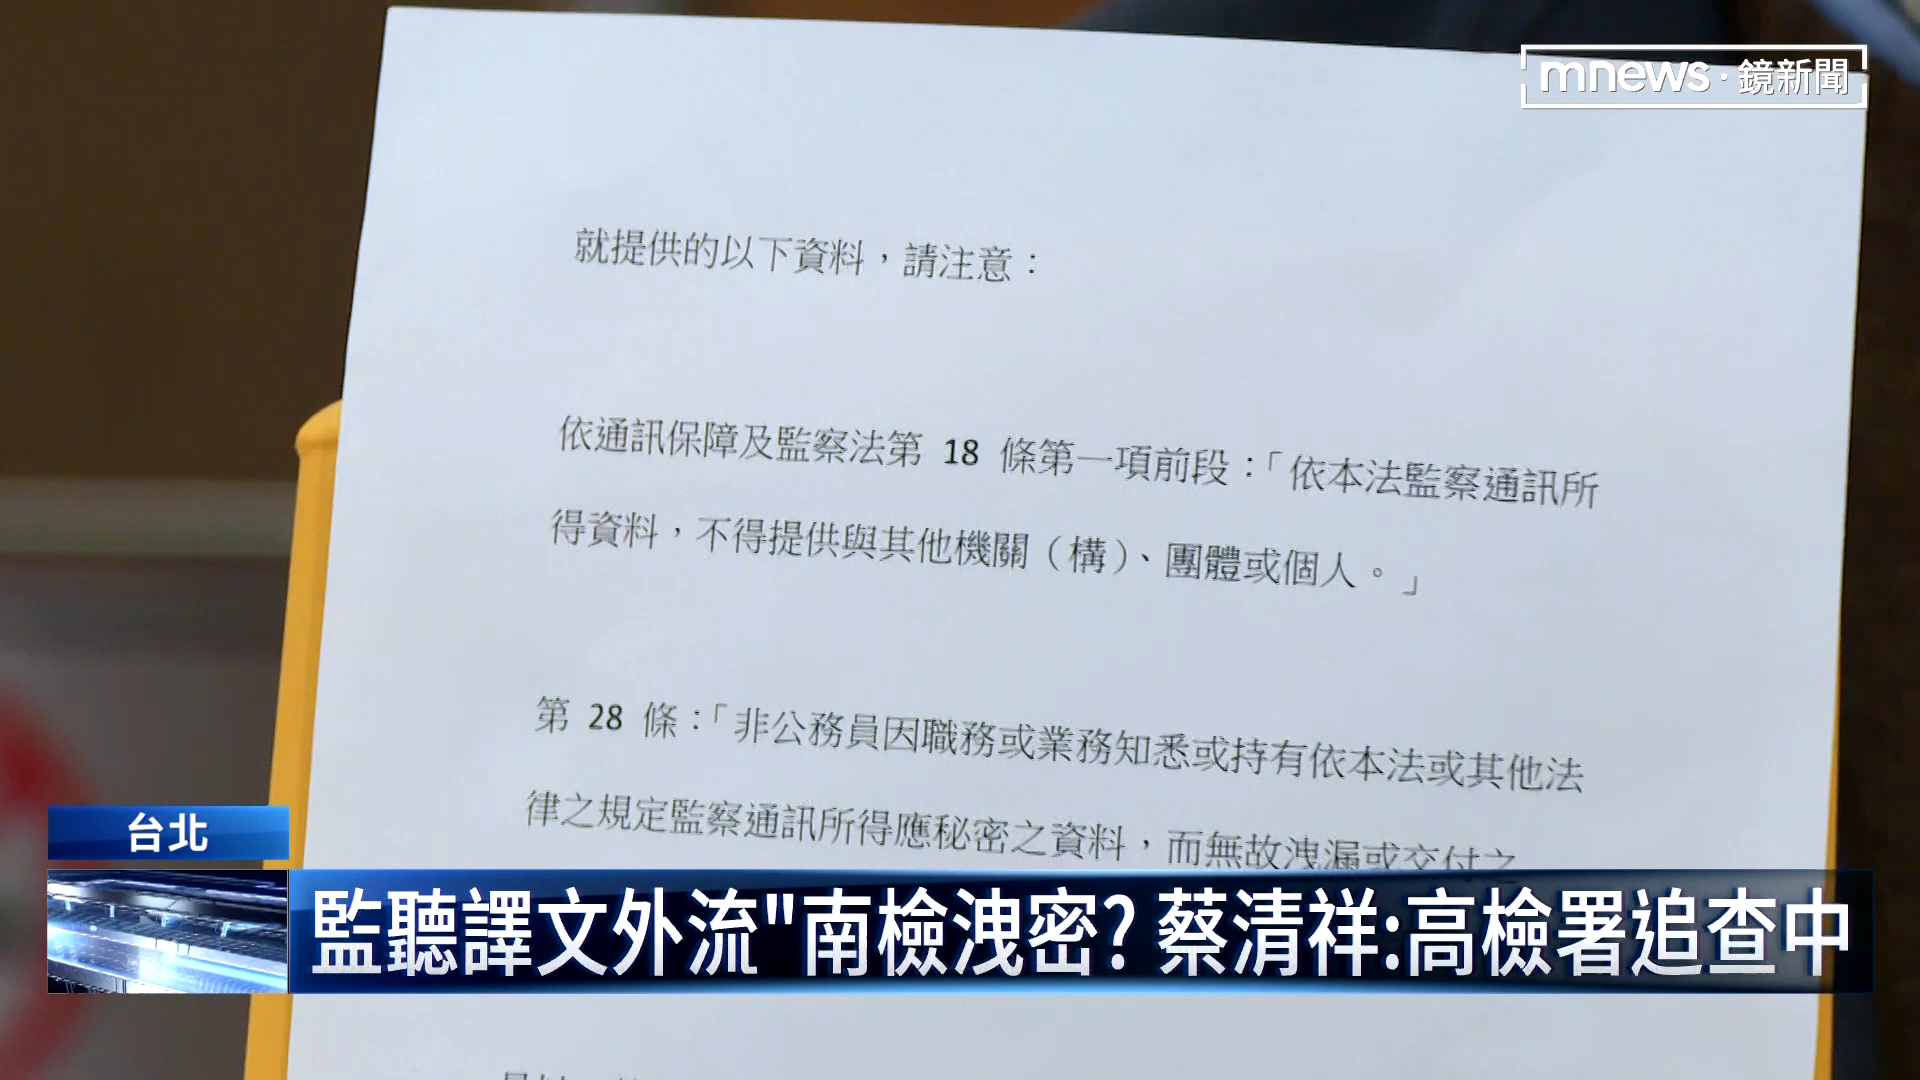 mnews·鏡新聞
就提供的以下資料，請注意：
依通訊保障及監察法第 18 條第一項前段：「依本法監察通訊所
得資料，不得提供與其他機關（構）、團體或個人。」
第 28 條：「非公務員因職務或業務知悉或持有依本法或其他法
律之規定監察通訊所得應秘密之資料，而無故洩漏或交付之
台北
監聽譯文外流"南檢洩密? 蔡清祥:高檢署追查中